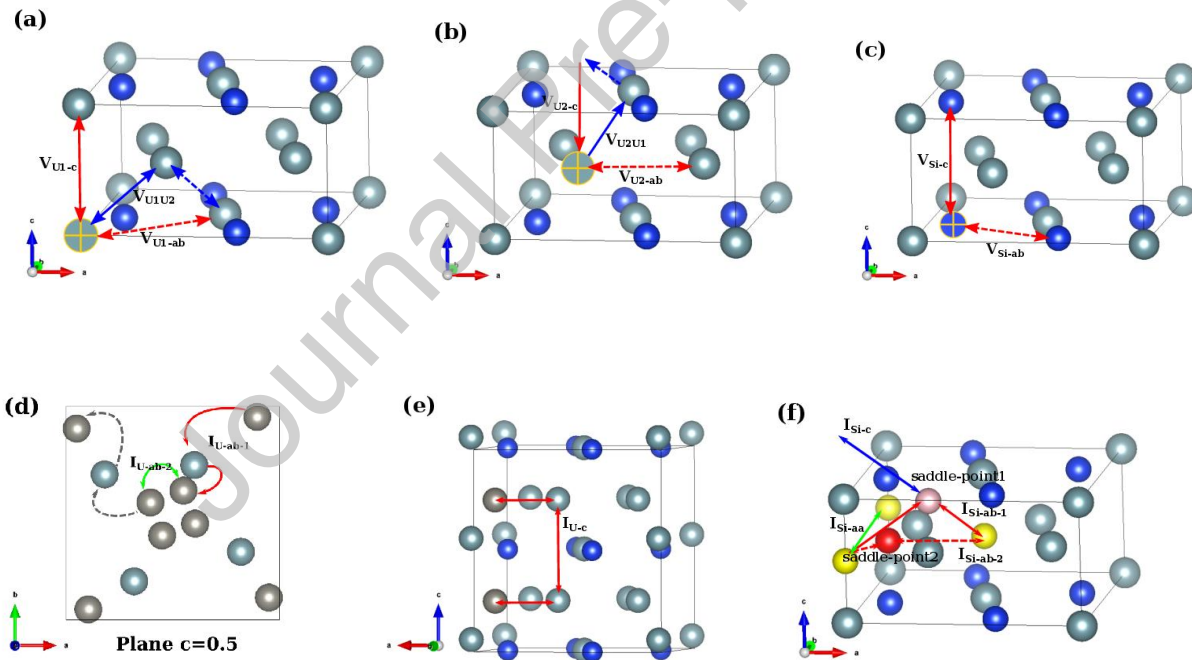 (a)
V_U1-c
V_U1U2
V_U1-ab
c
b
a
(b)
V_U2-c
V_U2U1
V_U2-ab
c
b
a
(c)
V_Si-c
V_Si-ab
c
b
a
(d)
I_U-ab-1
I_U-ab-2
b
a
Plane c=0.5
(e)
I_U-c
c
a
(f)
I_Si-c
saddle-point1
I_Si-aa
I_Si-ab-1
saddle-point2
I_Si-ab-2
c
b
a
Journal Pre-